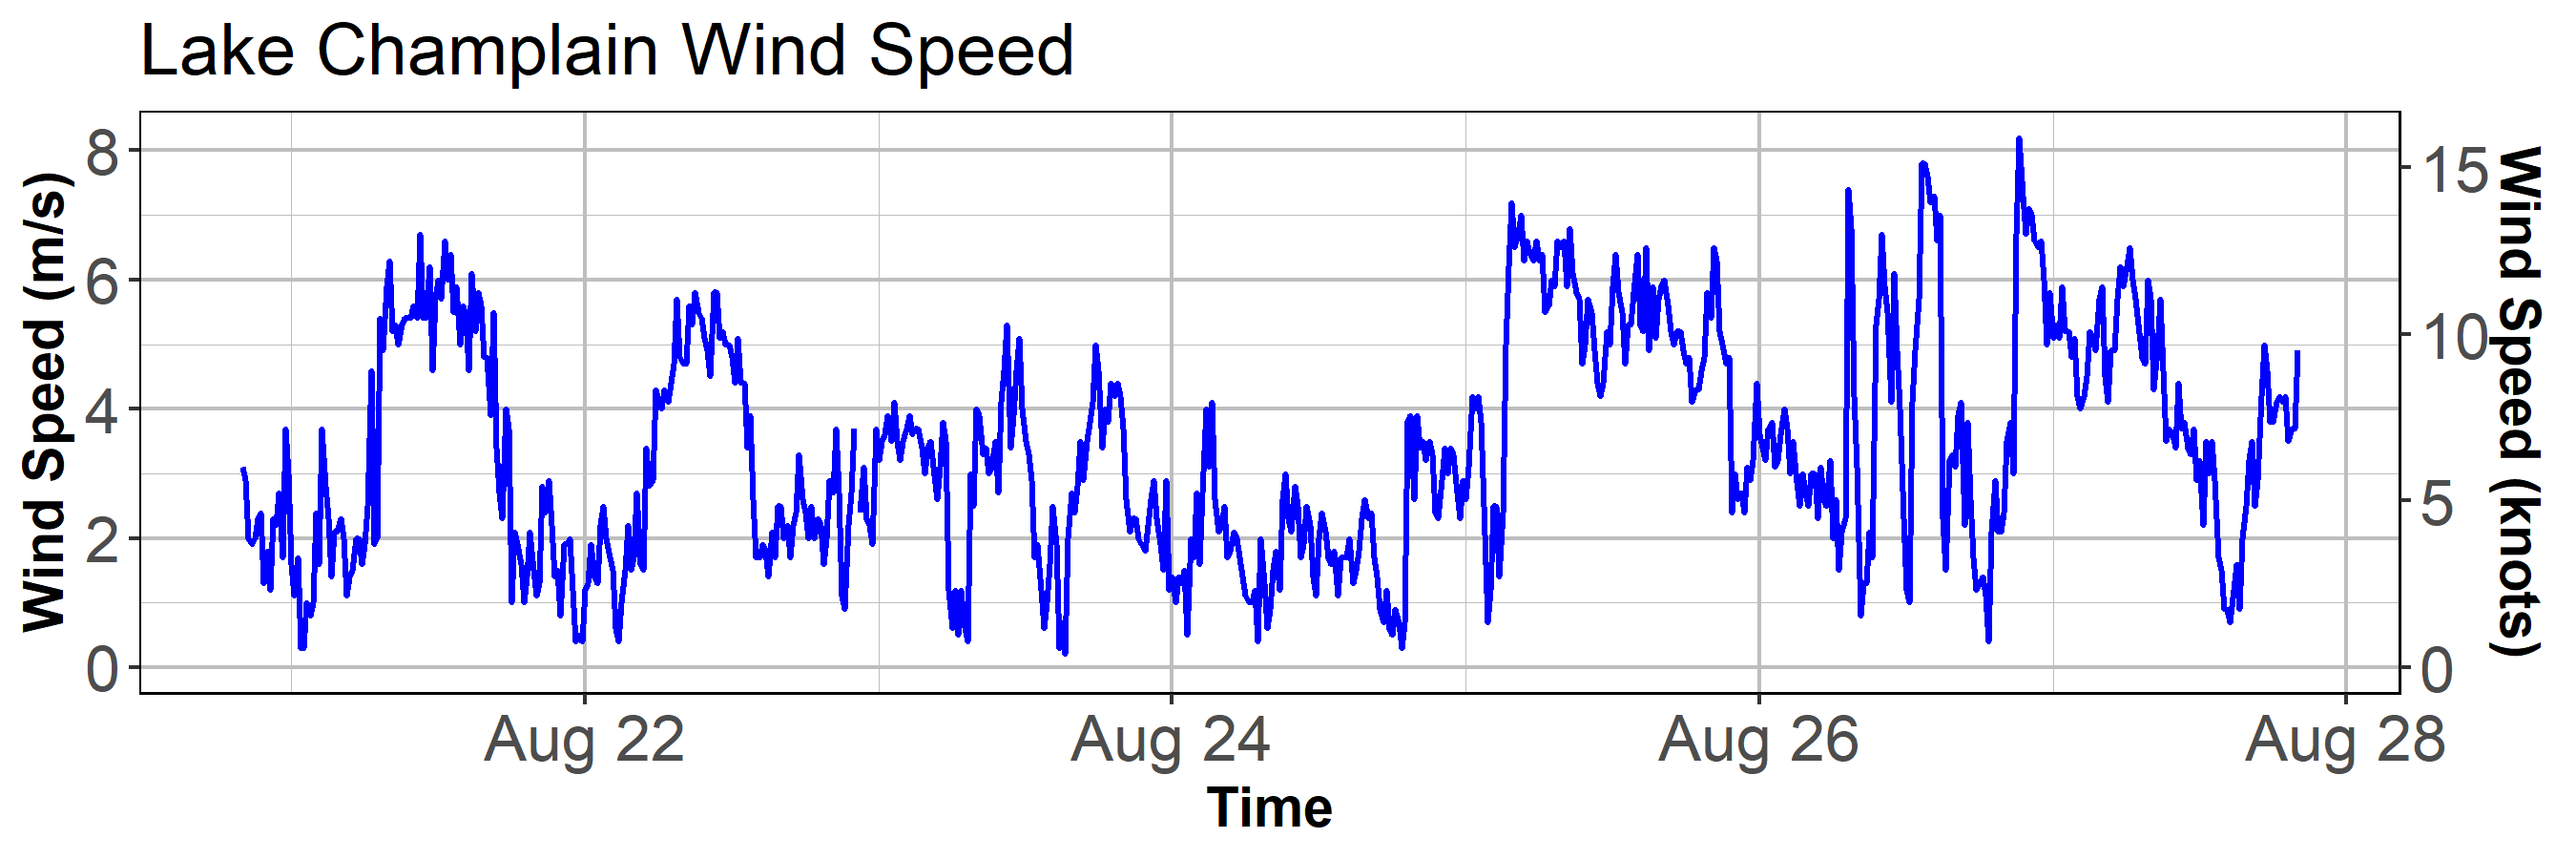 Lake Champlain Wind Speed
Wind Speed (m/s)
8
6
4
2
0
15
10
5
0
Wind Speed (knots)
Aug 22
Aug 24
Aug 26
Aug 28
Time